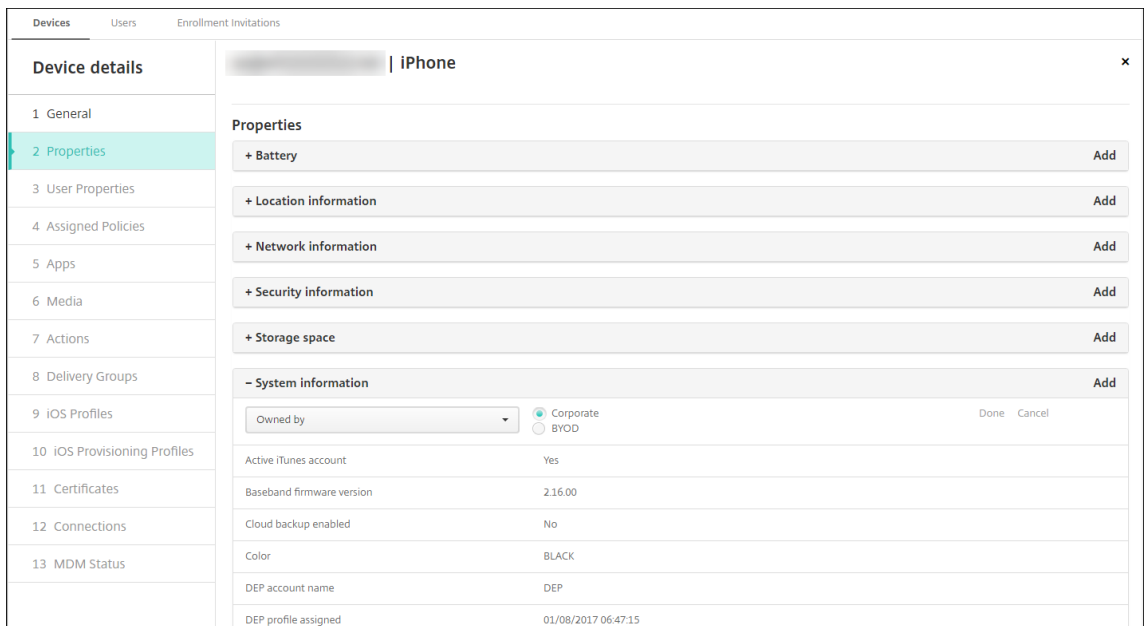 Devices Users Enrollment Invitations
Device details
| iPhone
×
1 General
2 Properties
3 User Properties
4 Assigned Policies
5 Apps
6 Media
7 Actions
8 Delivery Groups
9 iOS Profiles
10 iOS Provisioning Profiles
11 Certificates
12 Connections
13 MDM Status
Properties
+ Battery Add
+ Location information Add
+ Network information Add
+ Security information Add
+ Storage space Add
− System information Add
Owned by
Corporate
BYOD
Done Cancel
Active iTunes account Yes
Baseband firmware version 2.16.00
Cloud backup enabled No
Color BLACK
DEP account name DEP
DEP profile assigned 01/08/2017 06:47:15